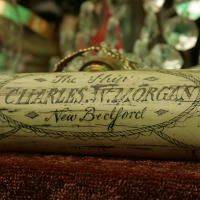 The Ship
CHARLES.W.MORGAN
New Bedford